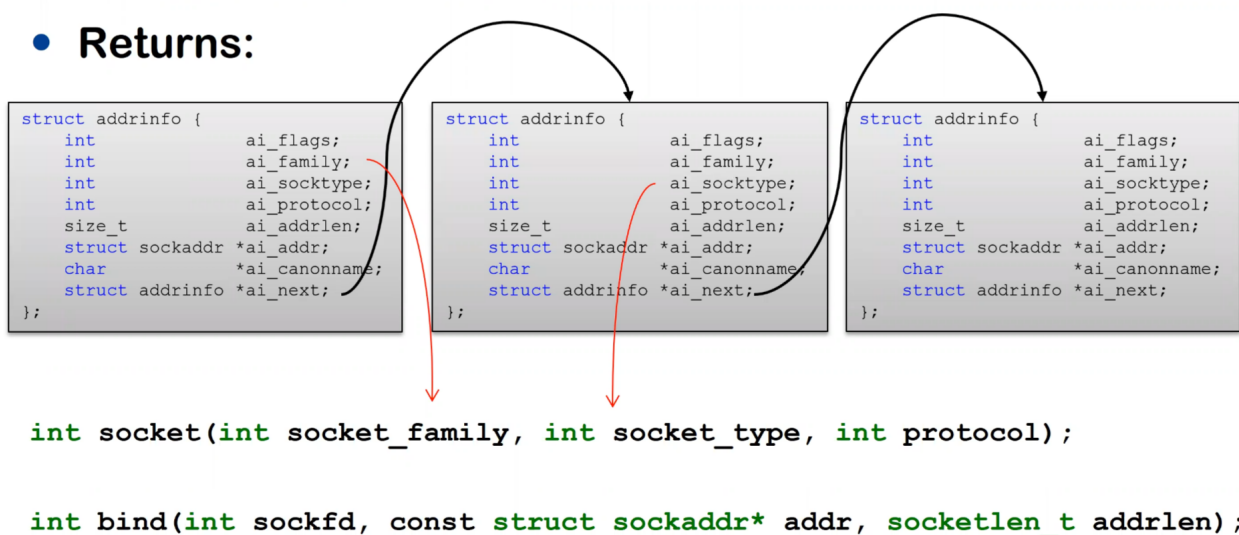 • Returns:
struct addrinfo {
int ai_flags;
int ai_family;
int ai_socktype;
int ai_protocol;
size_t ai_addrlen;
struct sockaddr *ai_addr;
char *ai_canonname;
struct addrinfo *ai_next;
};
struct addrinfo {
int ai_flags;
int ai_family;
int ai_socktype;
int ai_protocol;
size_t ai_addrlen;
struct sockaddr *ai_addr;
char *ai_canonname;
struct addrinfo *ai_next;
};
struct addrinfo {
int ai_flags;
int ai_family;
int ai_socktype;
int ai_protocol;
size_t ai_addrlen;
struct sockaddr *ai_addr;
char *ai_canonname;
struct addrinfo *ai_next;
};
int socket(int socket_family, int socket_type, int protocol);
int bind(int sockfd, const struct sockaddr* addr, socketlen t addrlen);